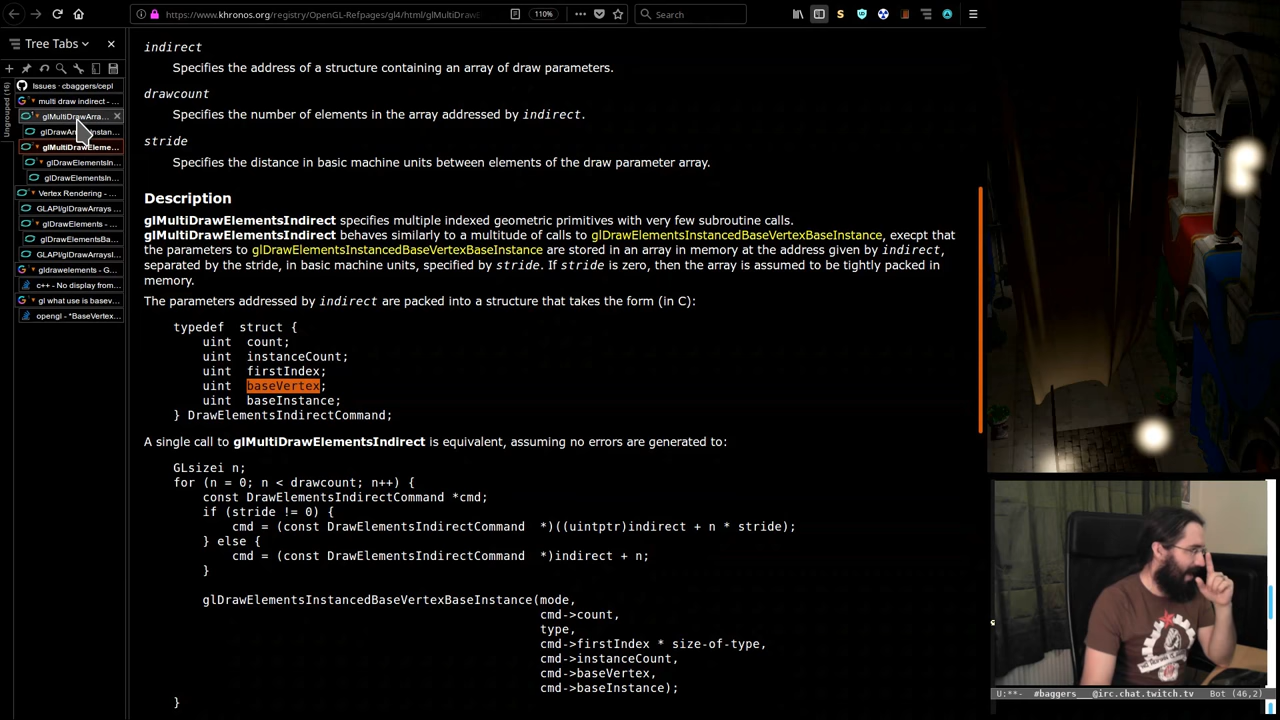 https://www.khronos.org/registry/OpenGL-Refpages/gl4/html/glMultiDrawE
110%
Search
Tree Tabs
Ungrouped (16)
Issues · cbaggers/cepl
multi draw indirect - ...
glMultiDrawArra...
glMultiDrawEleme...
glDrawElementsIn...
glDrawElementsIn...
Vertex Rendering - ...
GLAPI/glDrawArrays
glDrawElements - ...
glDrawElementsBa...
GLAPI/glDrawArraysI...
gldrawelements - G...
c++ - No display from...
gl what use is basev...
opengl - *BaseVertex...
indirect
Specifies the address of a structure containing an array of draw parameters.
drawcount
Specifies the number of elements in the array addressed by indirect.
stride
Specifies the distance in basic machine units between elements of the draw parameter array.
Description
glMultiDrawElementsIndirect specifies multiple indexed geometric primitives with very few subroutine calls.
glMultiDrawElementsIndirect behaves similarly to a multitude of calls to glDrawElementsInstancedBaseVertexBaseInstance, execpt that
the parameters to glDrawElementsInstancedBaseVertexBaseInstance are stored in an array in memory at the address given by indirect,
separated by the stride, in basic machine units, specified by stride. If stride is zero, then the array is assumed to be tightly packed in
memory.
The parameters addressed by indirect are packed into a structure that takes the form (in C):
typedef  struct {
uint  count;
uint  instanceCount;
uint  firstIndex;
uint  baseVertex;
uint  baseInstance;
} DrawElementsIndirectCommand;
A single call to glMultiDrawElementsIndirect is equivalent, assuming no errors are generated to:
GLsizei n;
for (n = 0; n < drawcount; n++) {
const DrawElementsIndirectCommand *cmd;
if (stride != 0) {
cmd = (const DrawElementsIndirectCommand  *)((uintptr)indirect + n * stride);
} else {
cmd = (const DrawElementsIndirectCommand  *)indirect + n;
}
glDrawElementsInstancedBaseVertexBaseInstance(mode,
cmd->count,
type,
cmd->firstIndex * size-of-type,
cmd->instanceCount,
cmd->baseVertex,
cmd->baseInstance);
}
U:**-  #baggers___@irc.chat.twitch.tv  Bot (46,2)